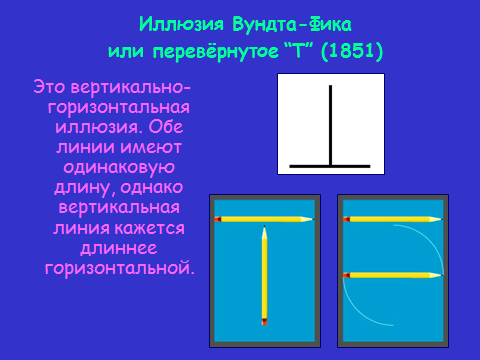 Иллюзия Вундта-Фика
или перевёрнутое “Т” (1851)
Это вертикально-
горизонтальная
иллюзия. Обе
линии имеют
одинаковую
длину, однако
вертикальная
линия кажется
длиннее
горизонтальной.